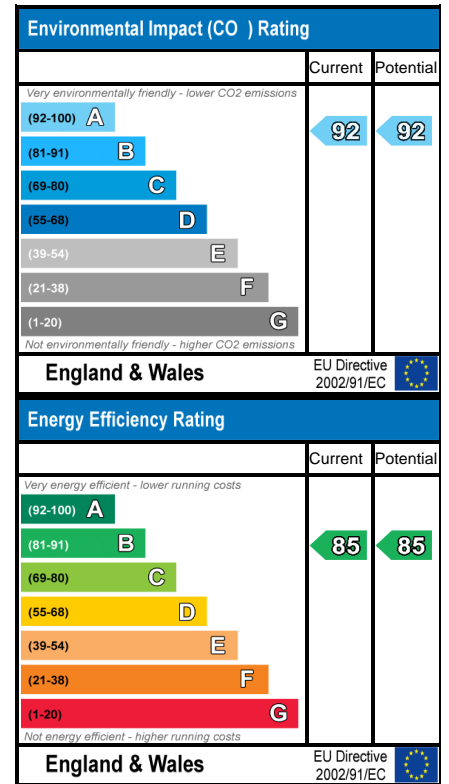 Environmental Impact (CO ) Rating
Current Potential
Very environmentally friendly - lower CO2 emissions
(92-100) A
92 92
(81-91) B
(69-80) C
(55-68) D
(39-54) E
(21-38) F
(1-20) G
Not environmentally friendly - higher CO2 emissions
England & Wales
EU Directive
2002/91/EC
Energy Efficiency Rating
Current Potential
Very energy efficient - lower running costs
(92-100) A
(81-91) B
85 85
(69-80) C
(55-68) D
(39-54) E
(21-38) F
(1-20) G
Not energy efficient - higher running costs
England & Wales
EU Directive
2002/91/EC